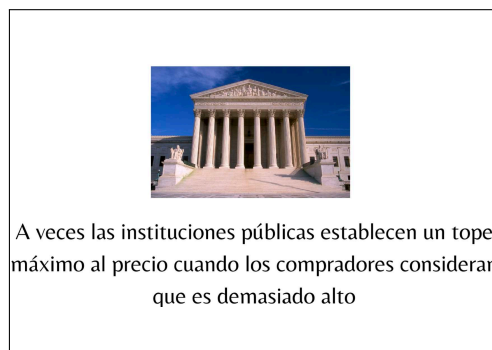 A veces las instituciones públicas establecen un tope
máximo al precio cuando los compradores consideran
que es demasiado alto